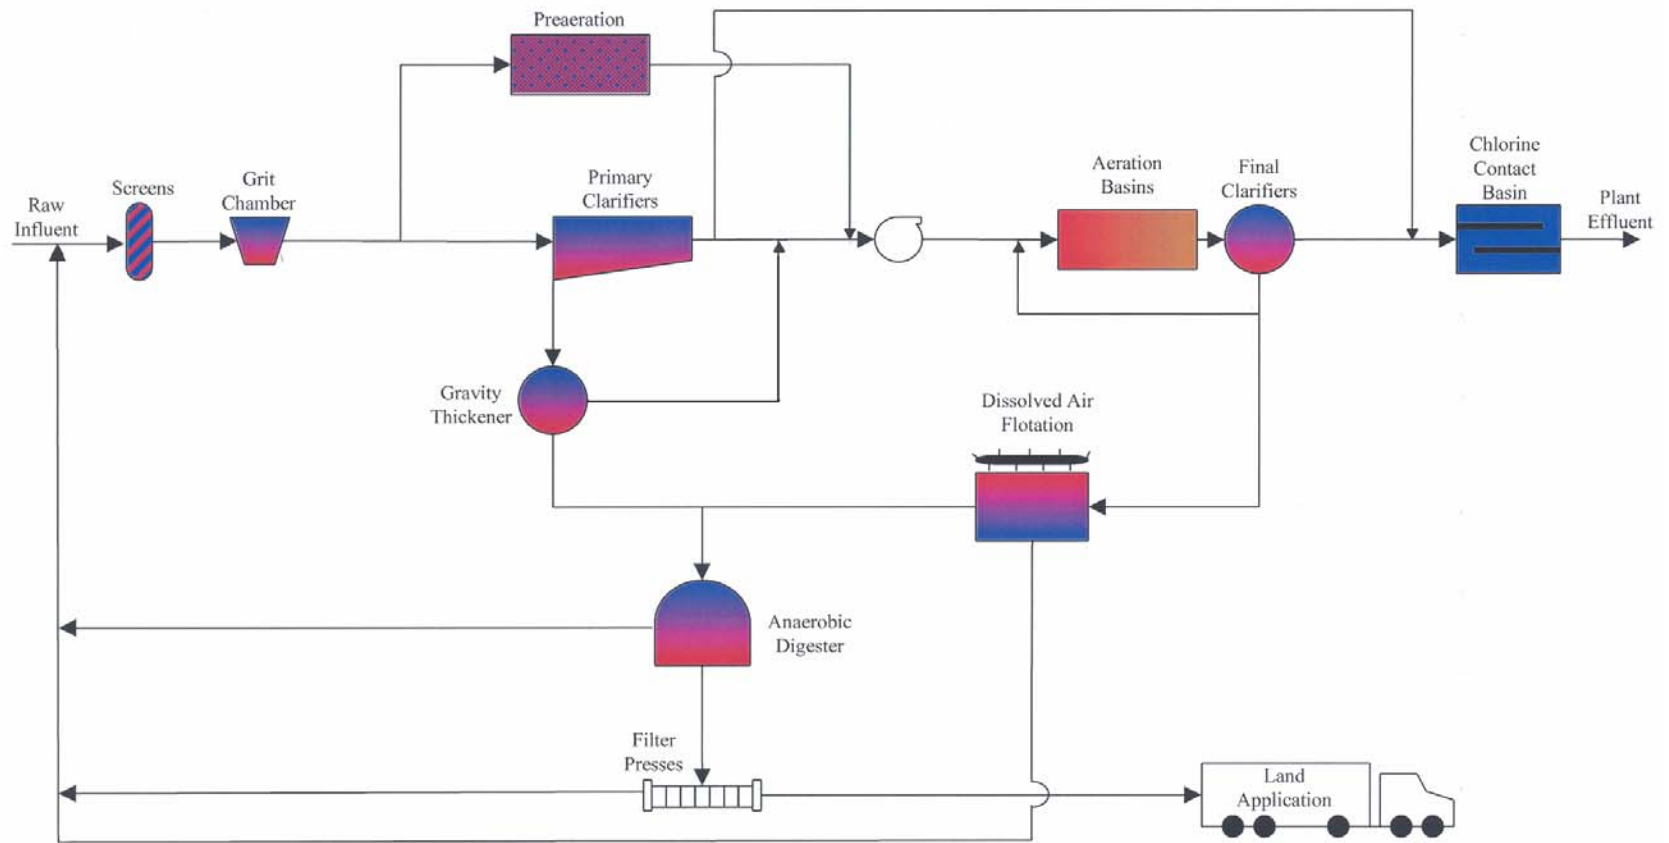 Preaeration
Raw
Influent
Screens
Grit
Chamber
Primary
Clarifiers
Aeration
Basins
Final
Clarifiers
Chlorine
Contact
Basin
Plant
Effluent
Gravity
Thickener
Dissolved Air
Flotation
Anaerobic
Digester
Filter
Presses
Land
Application